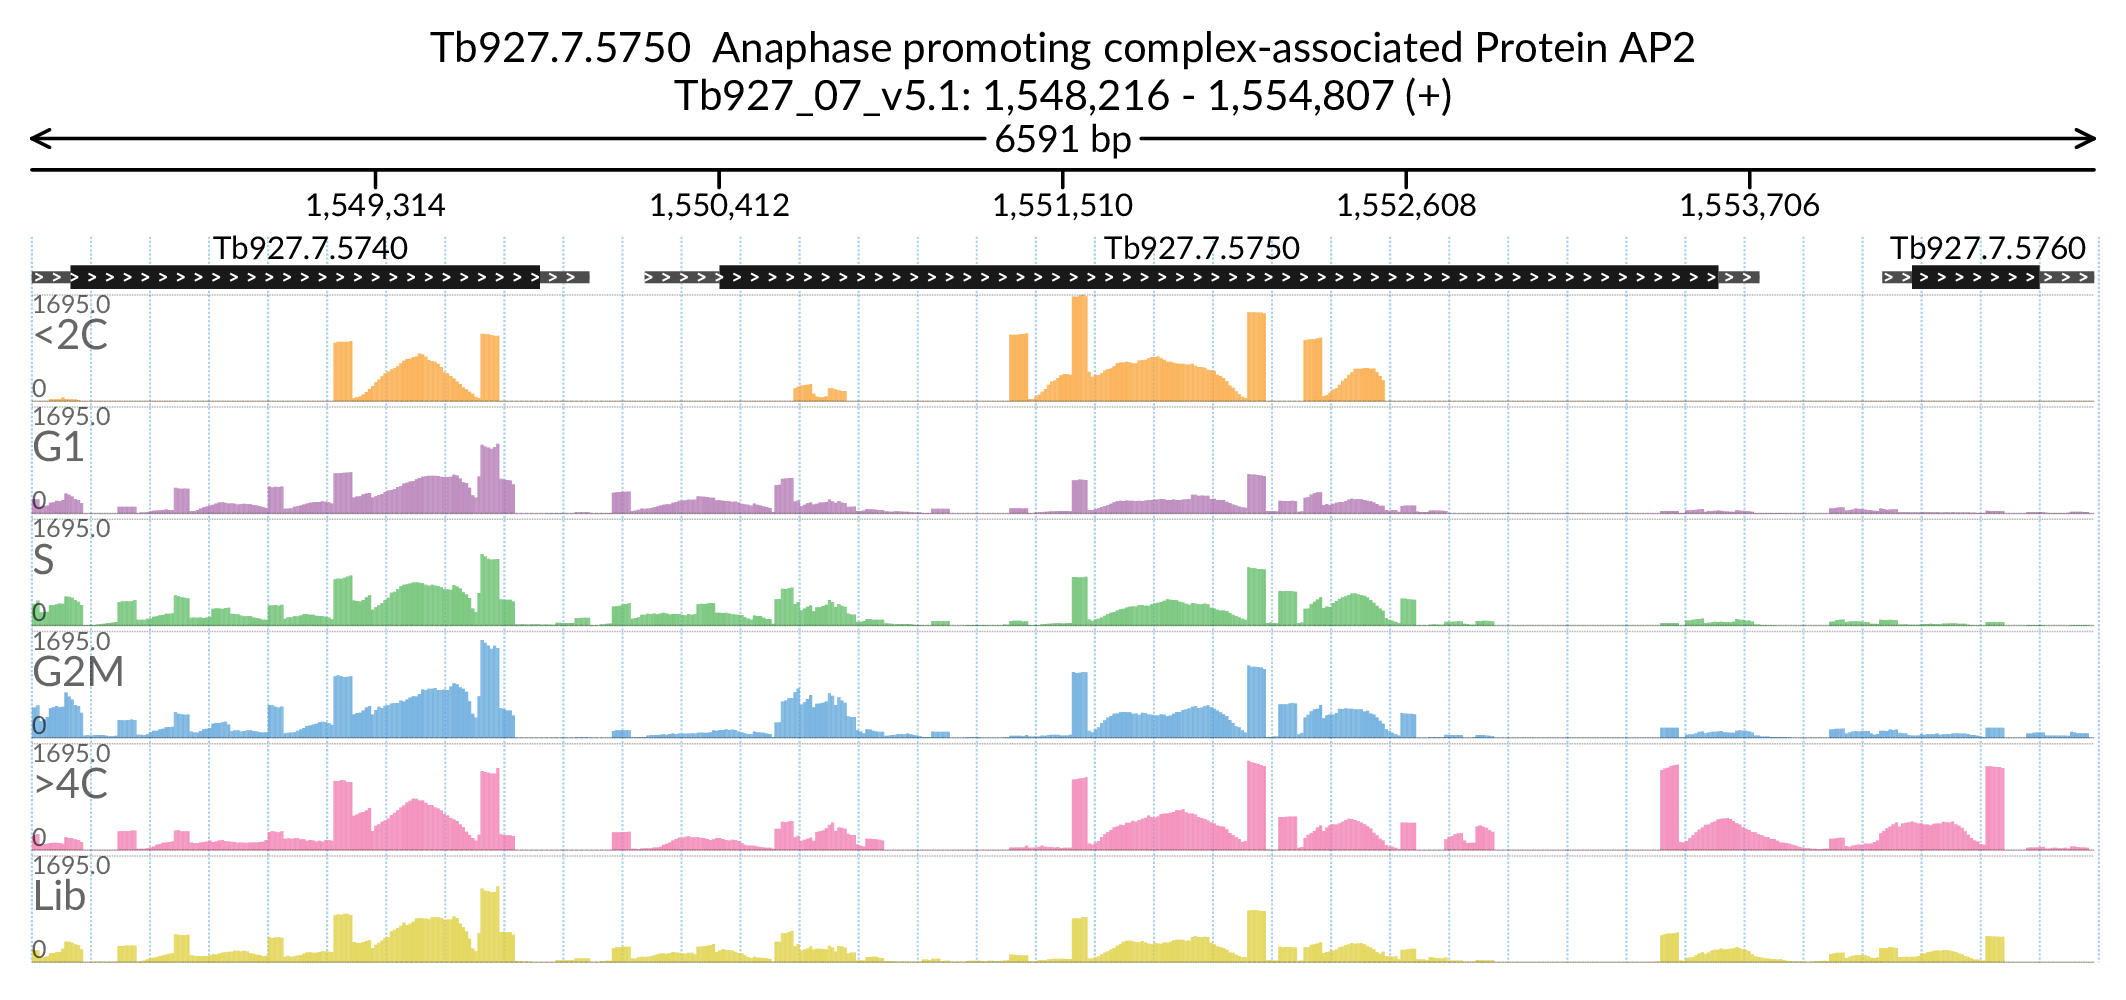 Tb927.7.5750  Anaphase promoting complex-associated Protein AP2
Tb927_07_v5.1: 1,548,216 - 1,554,807 (+)
6591 bp
1,549,314 1,550,412 1,551,510 1,552,608 1,553,706
Tb927.7.5740 Tb927.7.5750 Tb927.7.5760
1695.0
<2C
0
1695.0
G1
0
1695.0
S
0
1695.0
G2M
0
1695.0
>4C
0
1695.0
Lib
0